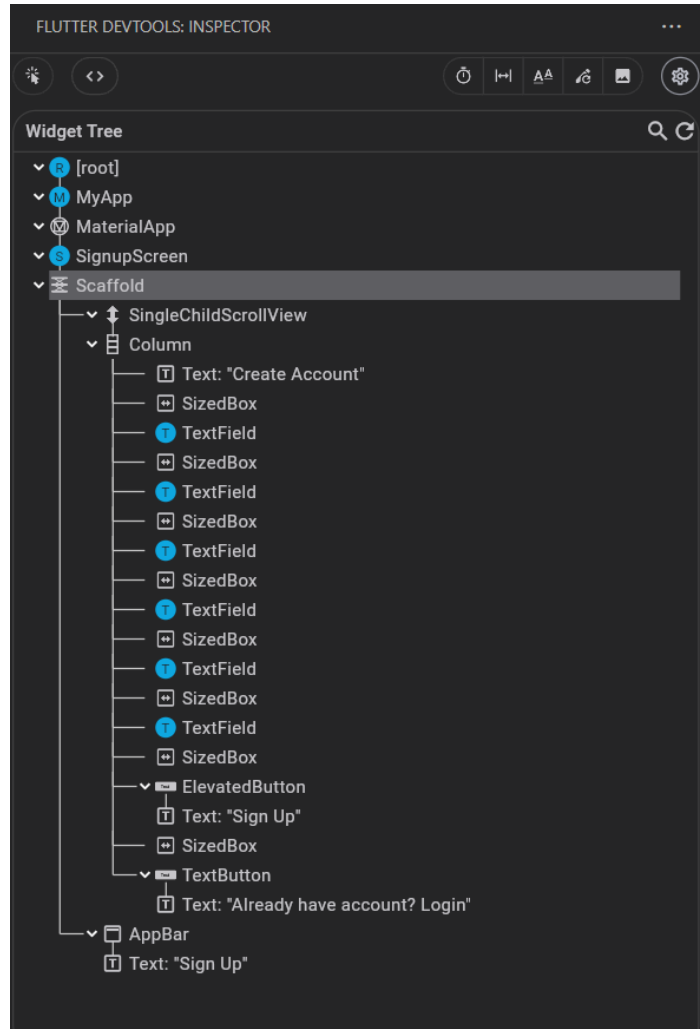 FLUTTER DEVTOOLS: INSPECTOR
Widget Tree
R [root]
M MyApp
MaterialApp
S SignupScreen
Scaffold
SingleChildScrollView
Column
T Text: "Create Account"
SizedBox
T TextField
SizedBox
T TextField
SizedBox
T TextField
SizedBox
T TextField
SizedBox
T TextField
SizedBox
T TextField
SizedBox
Text ElevatedButton
T Text: "Sign Up"
SizedBox
Text TextButton
T Text: "Already have account? Login"
AppBar
T Text: "Sign Up"